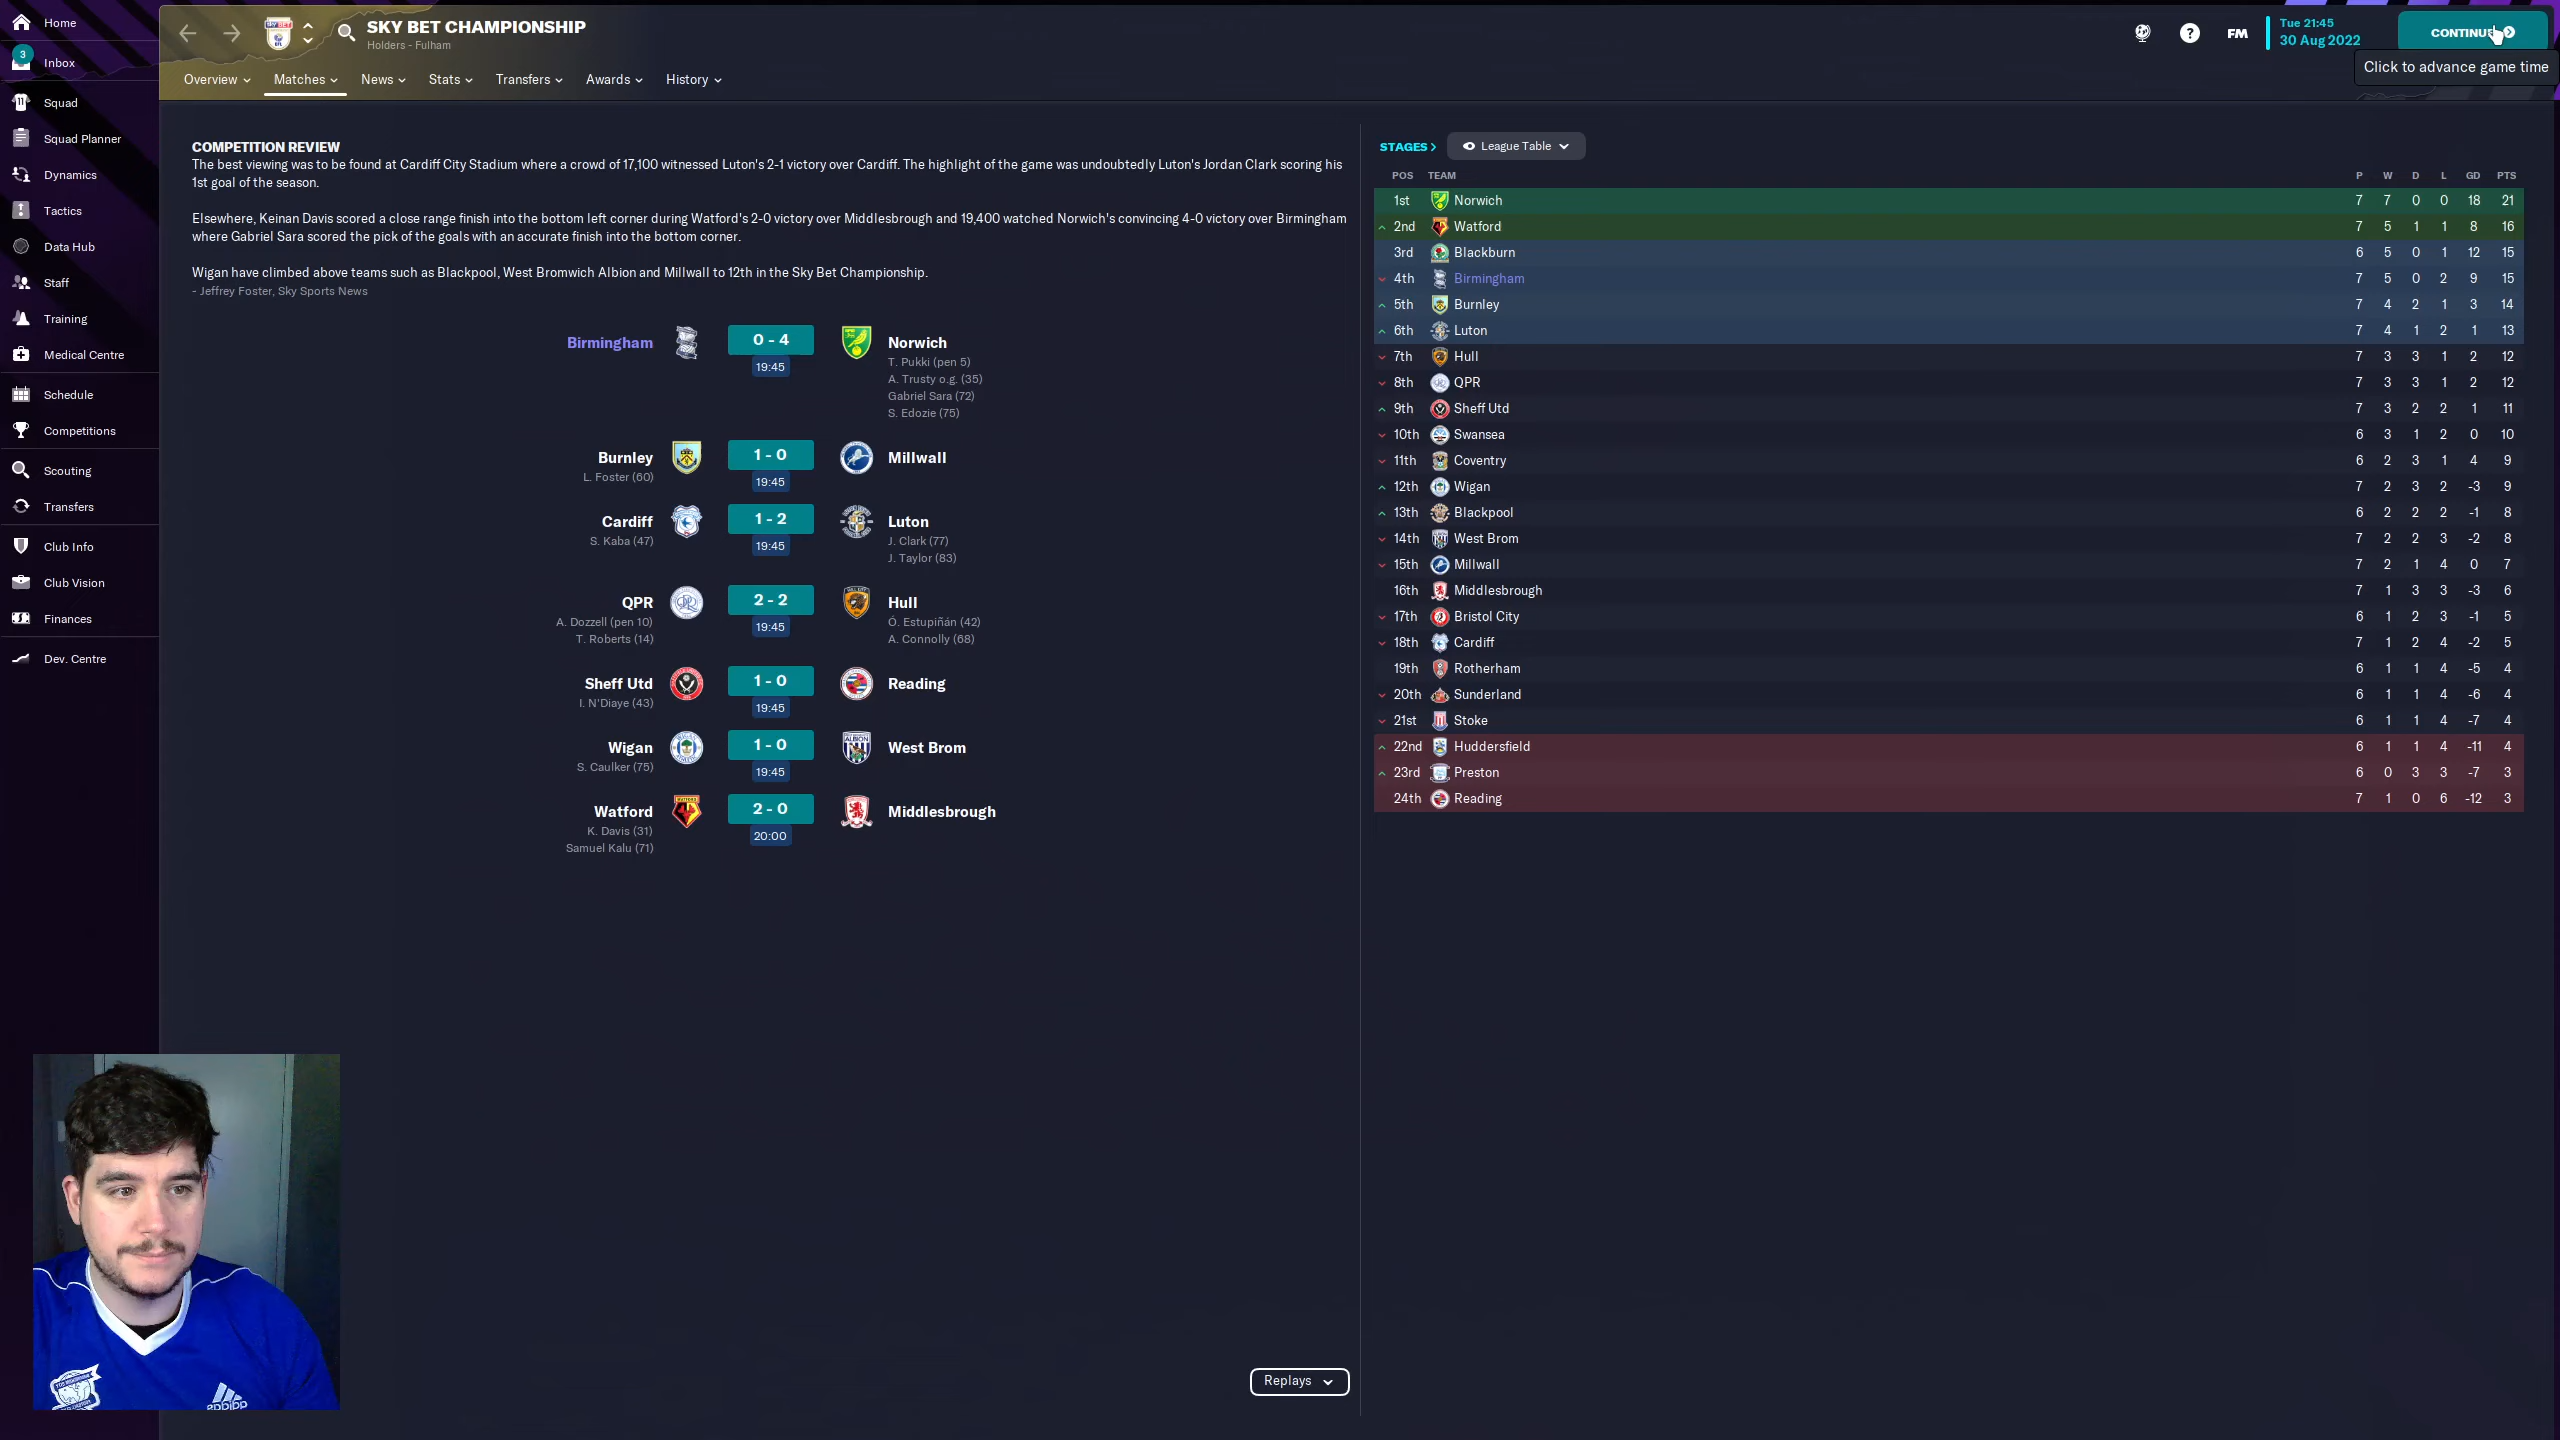 Home
3
Inbox
Squad
Squad Planner
Dynamics
Tactics
Data Hub
Staff
Training
Medical Centre
Schedule
Competitions
Scouting
Transfers
Club Info
Club Vision
Finances
Dev. Centre
SKY BET CHAMPIONSHIP
Holders - Fulham
FM
Tue 21:45
30 Aug 2022
CONTINUE
Click to advance game time
Overview Matches News Stats Transfers Awards History
COMPETITION REVIEW
The best viewing was to be found at Cardiff City Stadium where a crowd of 17,100 witnessed Luton's 2-1 victory over Cardiff. The highlight of the game was undoubtedly Luton's Jordan Clark scoring his
1st goal of the season.
Elsewhere, Keinan Davis scored a close range finish into the bottom left corner during Watford's 2-0 victory over Middlesbrough and 19,400 watched Norwich's convincing 4-0 victory over Birmingham
where Gabriel Sara scored the pick of the goals with an accurate finish into the bottom corner.
Wigan have climbed above teams such as Blackpool, West Bromwich Albion and Millwall to 12th in the Sky Bet Championship.
- Jeffrey Foster, Sky Sports News
Birmingham 0 - 4 Norwich
19:45
T. Pukki (pen 5)
A. Trusty o.g. (35)
Gabriel Sara (72)
S. Edozie (75)
Burnley 1 - 0 Millwall
L. Foster (60) 19:45
Cardiff 1 - 2 Luton
S. Kaba (47) 19:45 J. Clark (77)
J. Taylor (83)
QPR 2 - 2 Hull
A. Dozzell (pen 10) 19:45 Ó. Estupiñán (42)
T. Roberts (14) A. Connolly (68)
Sheff Utd 1 - 0 Reading
I. N'Diaye (43) 19:45
Wigan 1 - 0 West Brom
S. Caulker (75) 19:45
Watford 2 - 0 Middlesbrough
K. Davis (31) 20:00
Samuel Kalu (71)
Replays
STAGES > League Table
POS TEAM P W D L GD PTS
1st Norwich 7 7 0 0 18 21
2nd Watford 7 5 1 1 8 16
3rd Blackburn 6 5 0 1 12 15
4th Birmingham 7 5 0 2 9 15
5th Burnley 7 4 2 1 3 14
6th Luton 7 4 1 2 1 13
7th Hull 7 3 3 1 2 12
8th QPR 7 3 3 1 2 12
9th Sheff Utd 7 3 2 2 1 11
10th Swansea 6 3 1 2 0 10
11th Coventry 6 2 3 1 4 9
12th Wigan 7 2 3 2 -3 9
13th Blackpool 6 2 2 2 -1 8
14th West Brom 7 2 2 3 -2 8
15th Millwall 7 2 1 4 0 7
16th Middlesbrough 7 1 3 3 -3 6
17th Bristol City 6 1 2 3 -1 5
18th Cardiff 7 1 2 4 -2 5
19th Rotherham 6 1 1 4 -5 4
20th Sunderland 6 1 1 4 -6 4
21st Stoke 6 1 1 4 -7 4
22nd Huddersfield 6 1 1 4 -11 4
23rd Preston 6 0 3 3 -7 3
24th Reading 7 1 0 6 -12 3
adidas